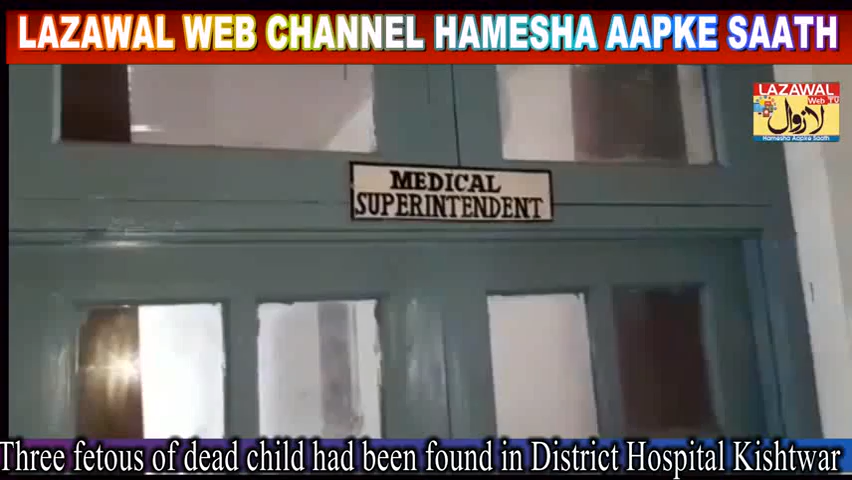 LAZAWAL WEB CHANNEL HAMESHA AAPKE SAATH
LAZAWAL
Web TV
لازوال
Hamesha Aapke Saath
MEDICAL
SUPERINTENDENT
Three fetous of dead child had been found in District Hospital Kishtwar